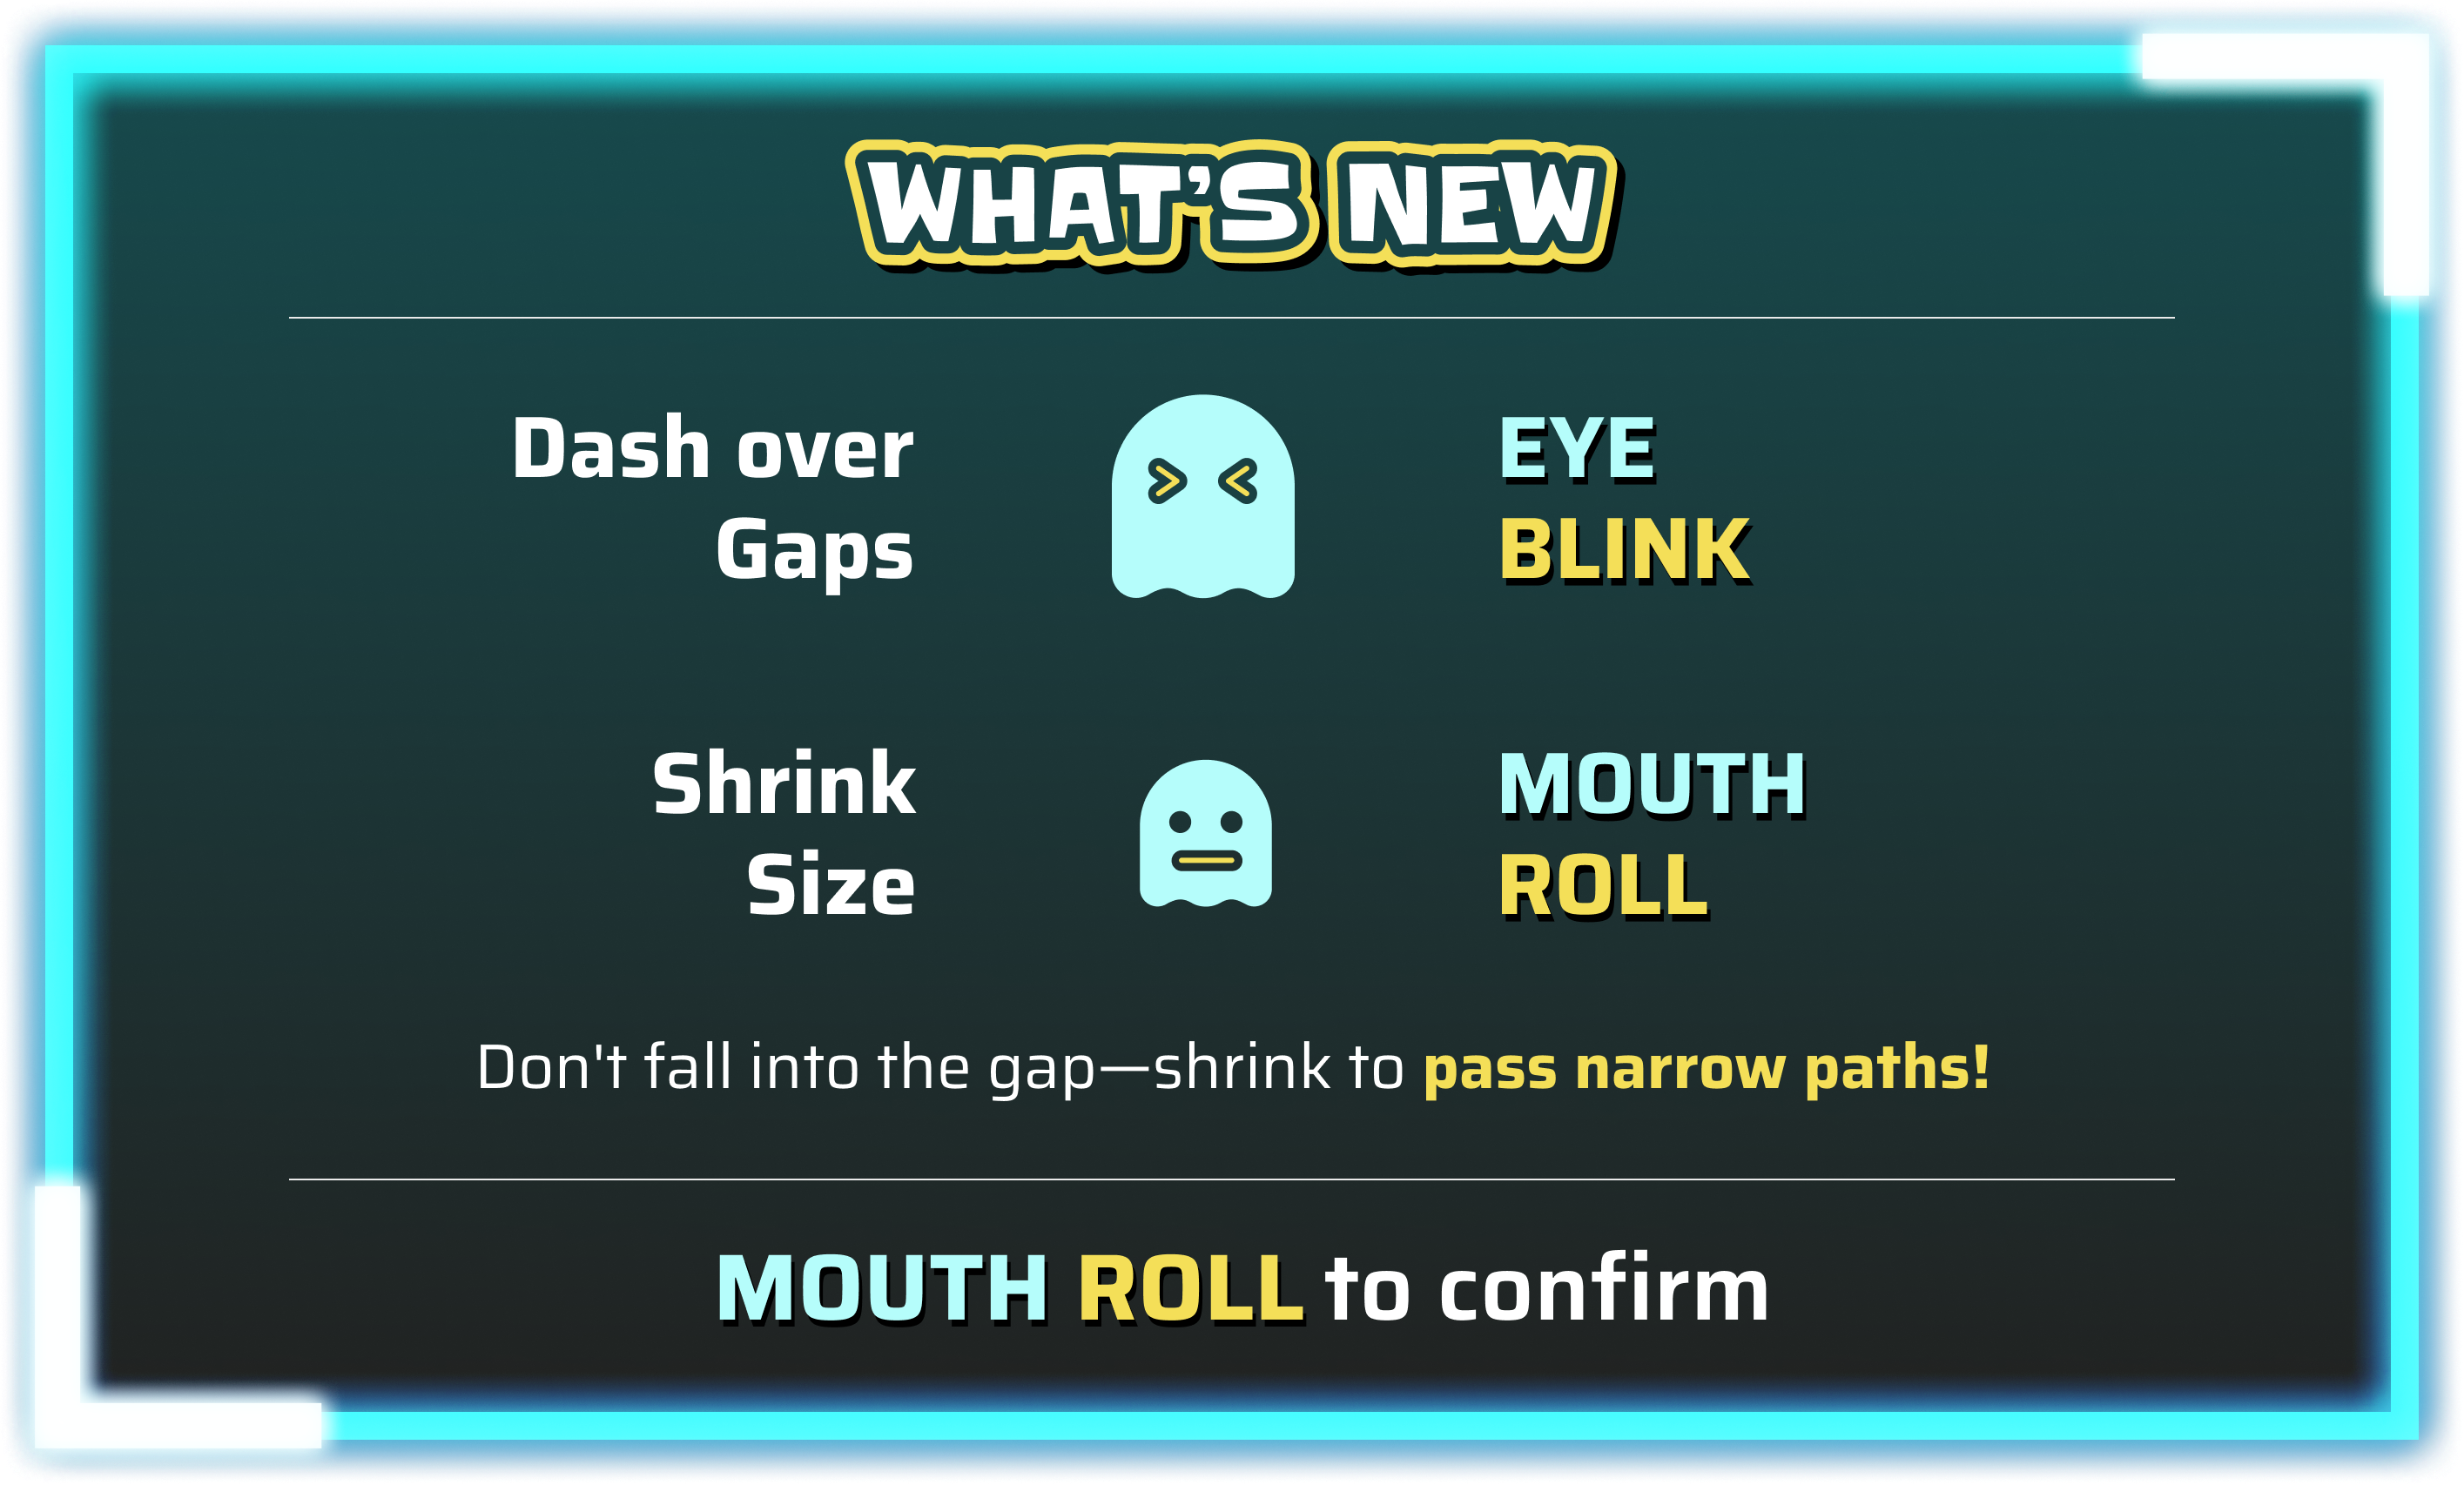 WHAT'S NEW
Dash over
Gaps
EYE
BLINK
Shrink
Size
MOUTH
ROLL
Don't fall into the gap—shrink to pass narrow paths!
MOUTH ROLL to confirm